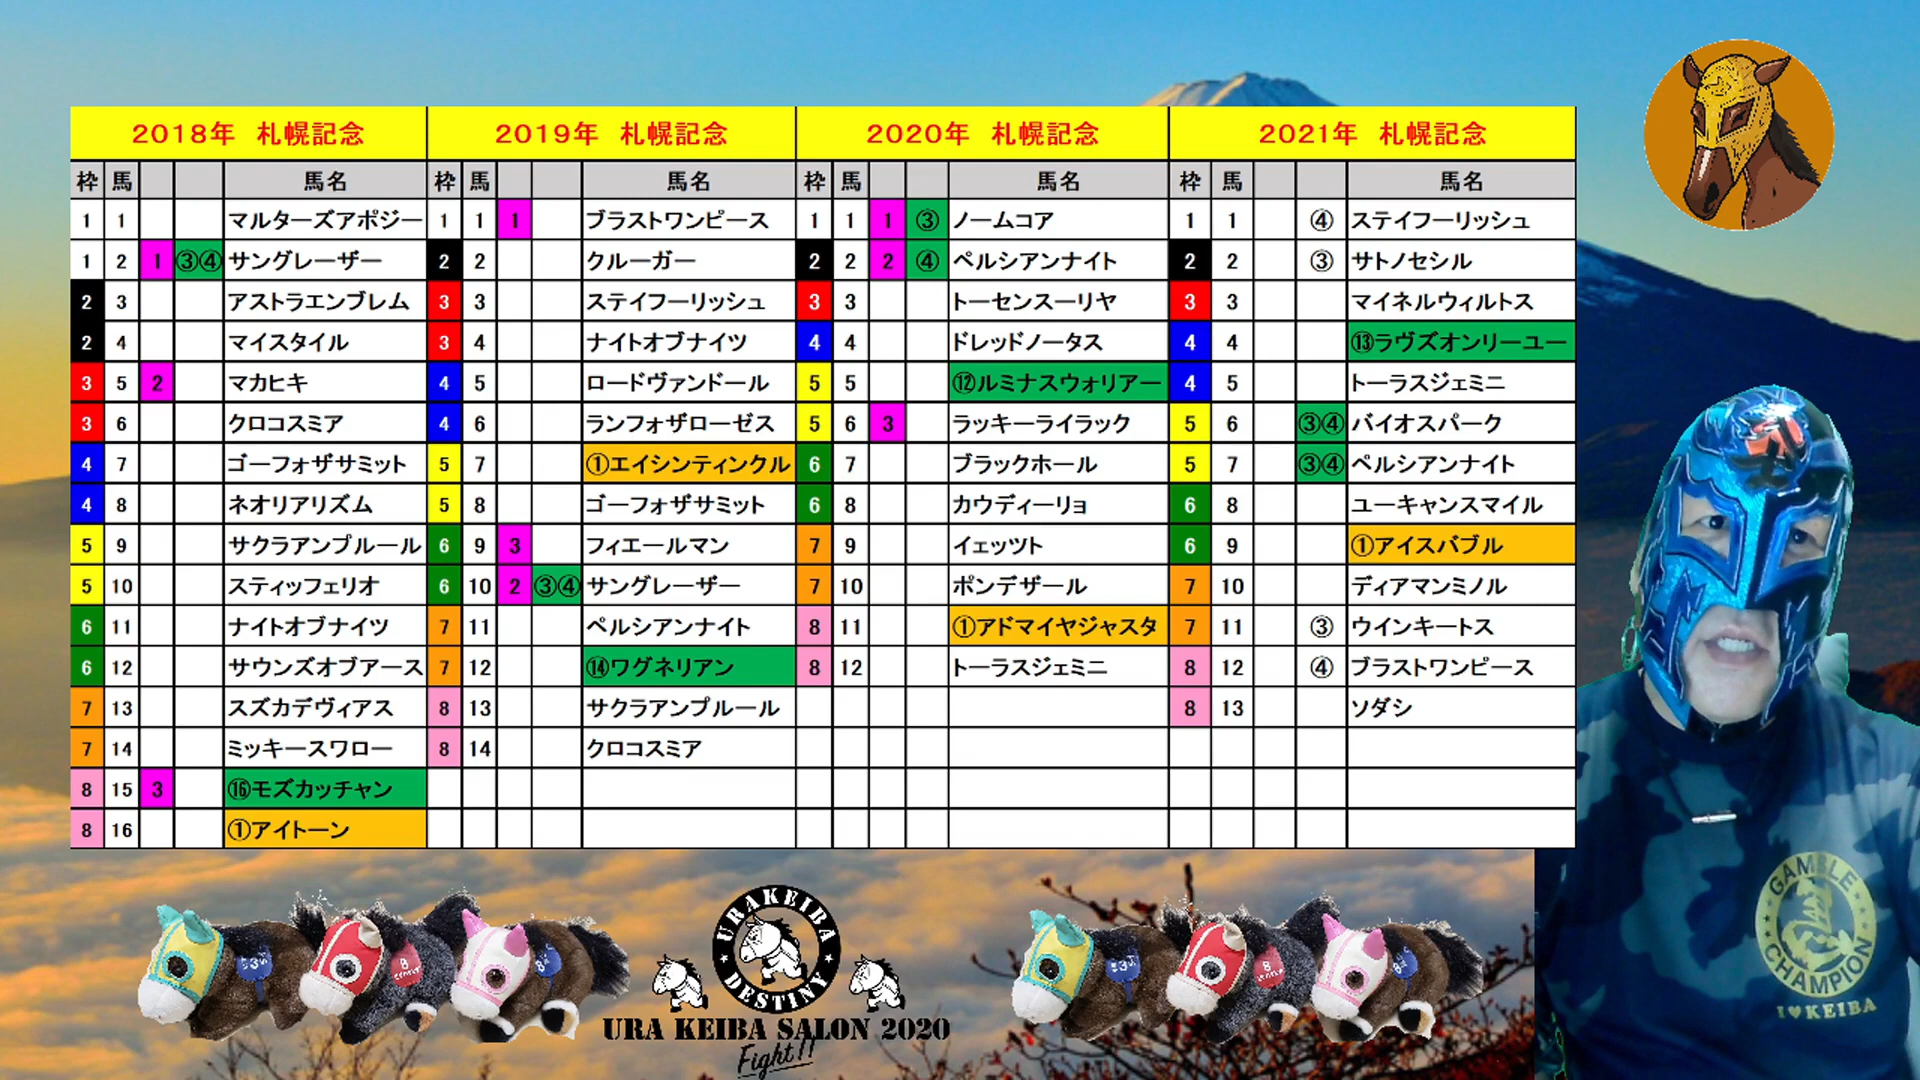 2018年 札幌記念 2019年 札幌記念 2020年 札幌記念 2021年 札幌記念
枠 馬 馬名 枠 馬 馬名 枠 馬 馬名 枠 馬 馬名
1 1 マルターズアポジー 1 1 1 ブラストワンピース 1 1 1 ③ ノームコア 1 1 ④ ステイフーリッシュ
1 2 1 ③④ サングレーザー 2 2 クルーガー 2 2 2 ④ ペルシアンナイト 2 2 ③ サトノセシル
2 3 アストラエンブレム 3 3 ステイフーリッシュ 3 3 トーセンスーリヤ 3 3 マイネルウィルトス
2 4 マイスタイル 3 4 ナイトオブナイツ 4 4 ドレッドノータス 4 4 ⑬ラヴズオンリーユー
3 5 2 マカヒキ 4 5 ロードヴァンドール 5 5 ⑫ルミナスウォリアー 4 5 トーラスジェミニ
3 6 クロコスミア 4 6 ランフォザローゼス 5 6 3 ラッキーライラック 5 6 ③④ バイオスパーク
4 7 ゴーフォザサミット 5 7 ①エイシンティンクル 6 7 ブラックホール 5 7 ③④ ペルシアンナイト
4 8 ネオリアリズム 5 8 ゴーフォザサミット 6 8 カウディーリョ 6 8 ユーキャンスマイル
5 9 サクラアンプルール 6 9 3 フィエールマン 7 9 イェッツト 6 9 ①アイスバブル
5 10 スティッフェリオ 6 10 2 ③④ サングレーザー 7 10 ポンデザール 7 10 ディアマンミノル
6 11 ナイトオブナイツ 7 11 ペルシアンナイト 8 11 ①アドマイヤジャスタ 7 11 ③ ウインキートス
6 12 サウンズオブアース 7 12 ⑭ワグネリアン 8 12 トーラスジェミニ 8 12 ④ ブラストワンピース
7 13 スズカデヴィアス 8 13 サクラアンプルール 8 13 ソダシ
7 14 ミッキースワロー 8 14 クロコスミア
8 15 3 ⑯モズカッチャン
8 16 ①アイトーン
URAKEIBA
DESTINY
URA KEIBA SALON 2020
Fight!!
GAMBLE
CHAMPION
I♥KEIBA